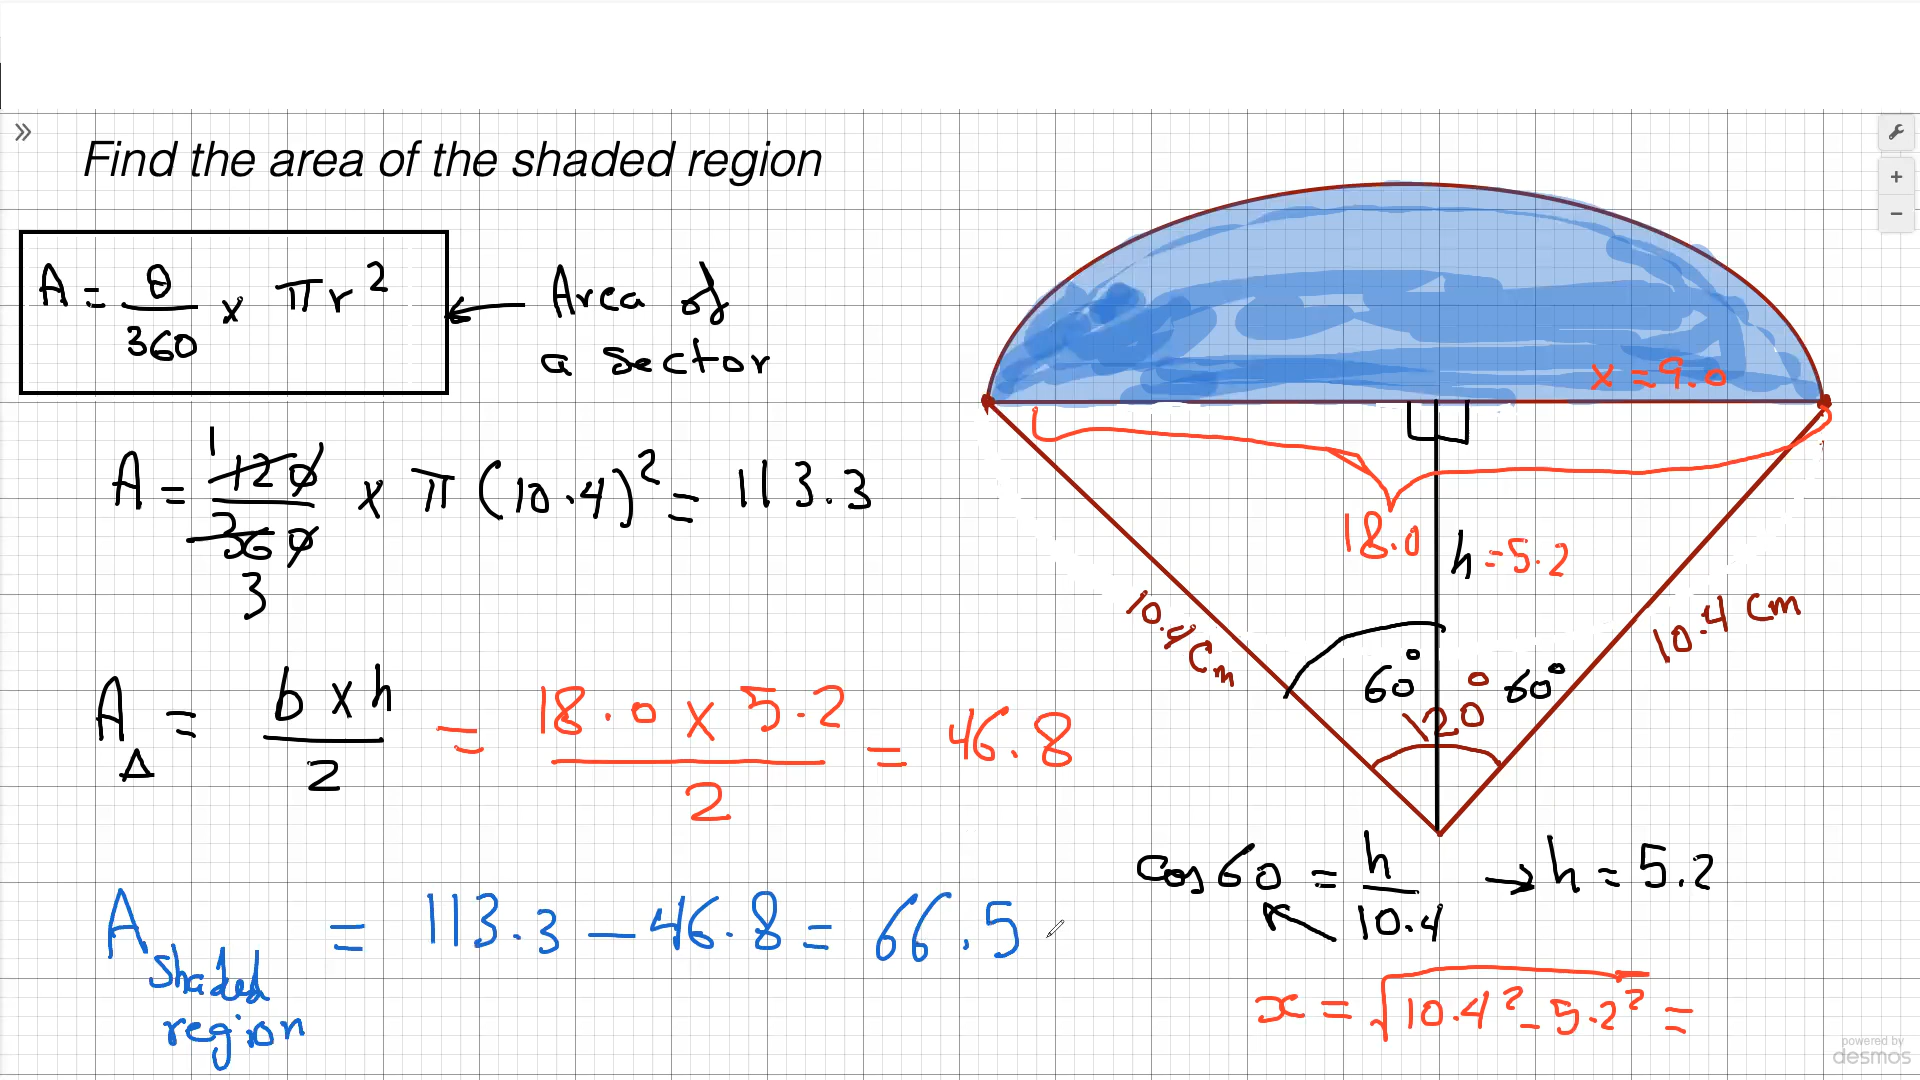 Find the area of the shaded region
A = θ/360 x πr²
Area of
a sector
A = 120/360 x π(10.4)² = 113.3
1
3
A△ = b x h/2 = 18.0 x 5.2/2 = 46.8
A shaded region = 113.3 - 46.8 = 66.5
x = 9.0
18.0
h = 5.2
10.4 Cm
10.4 Cm
60°
60°
120°
cos60 = h/10.4 → h = 5.2
x = √10.4² - 5.2² =
powered by
desmos